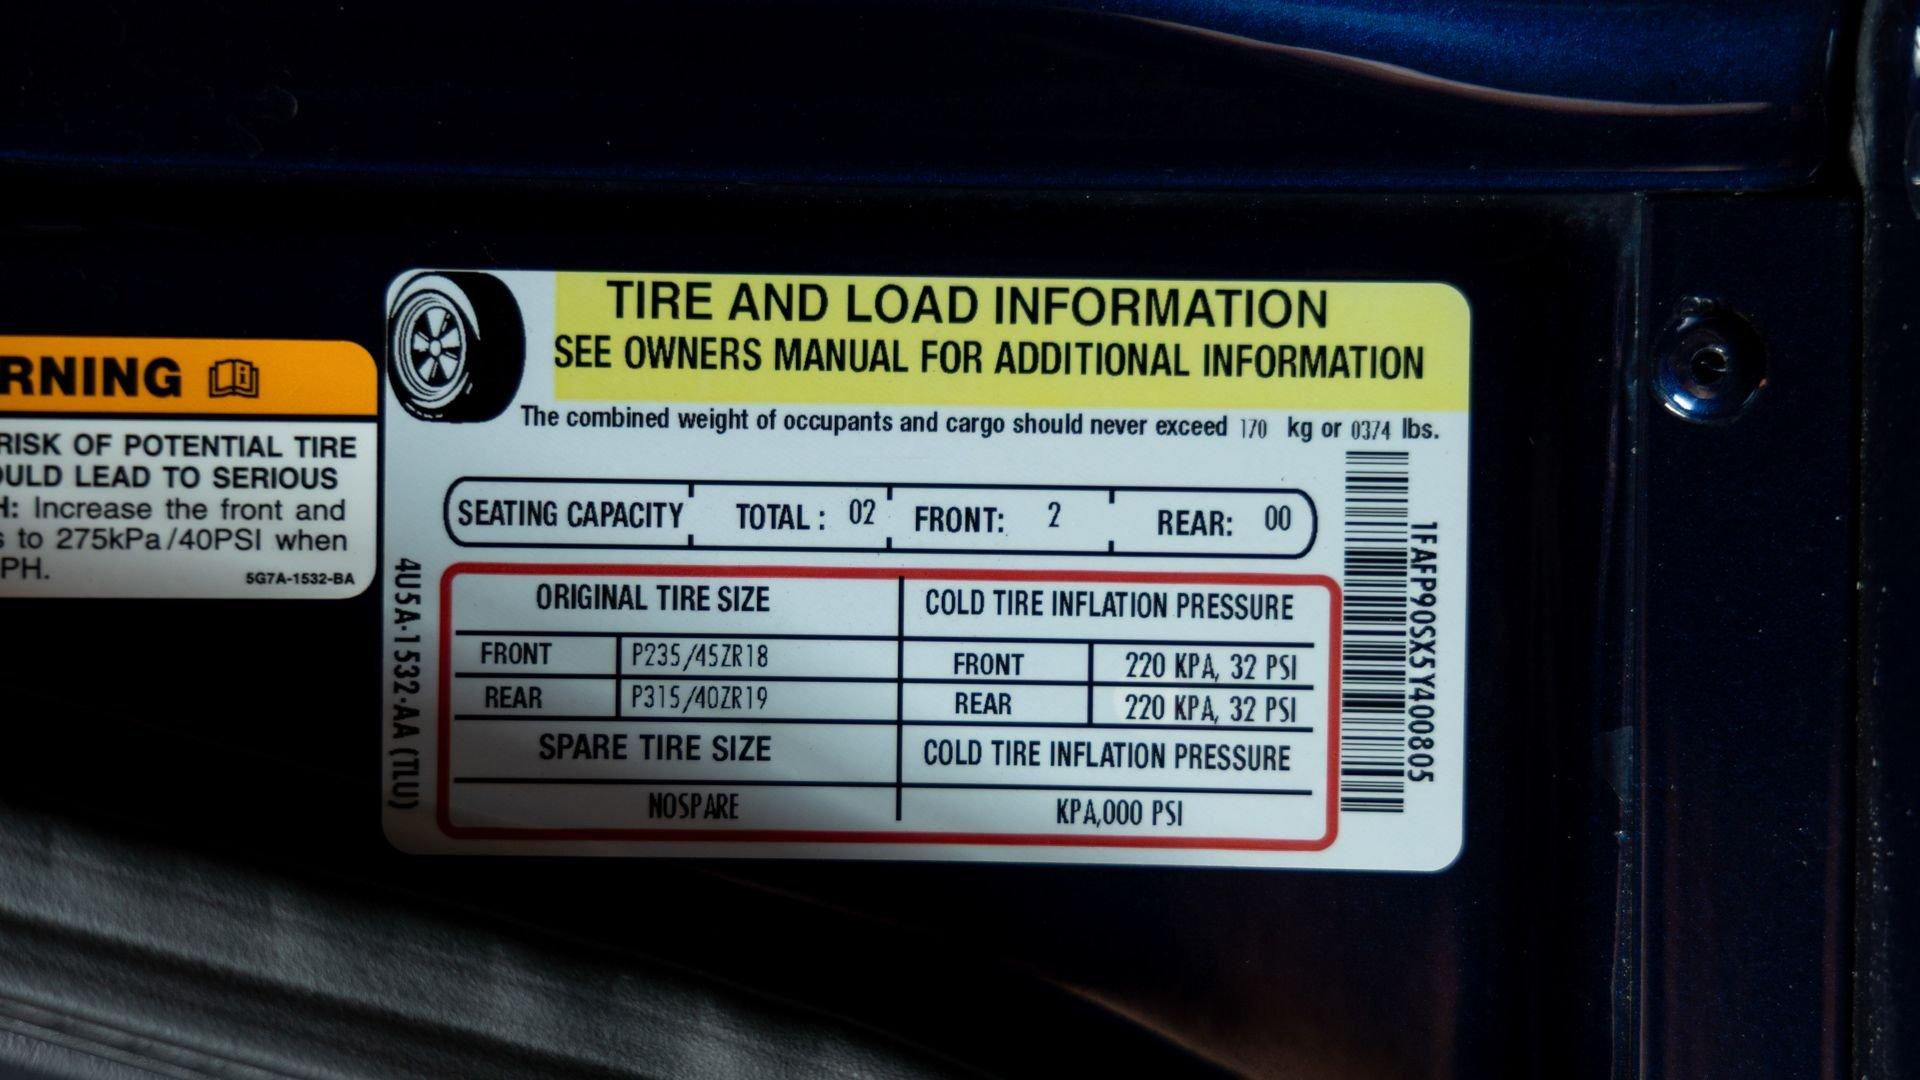 RNING
RISK OF POTENTIAL TIRE
OULD LEAD TO SERIOUS
H: Increase the front and
s to 275kPa/40PSI when
PH.
5G7A-1532-BA
TIRE AND LOAD INFORMATION
SEE OWNERS MANUAL FOR ADDITIONAL INFORMATION
The combined weight of occupants and cargo should never exceed 170 kg or 0374 lbs.
SEATING CAPACITY TOTAL : 02 FRONT: 2 REAR: 00
ORIGINAL TIRE SIZE COLD TIRE INFLATION PRESSURE
FRONT P235/45ZR18 FRONT 220 KPA, 32 PSI
REAR P315/40ZR19 REAR 220 KPA, 32 PSI
SPARE TIRE SIZE COLD TIRE INFLATION PRESSURE
NOSPARE KPA,000 PSI
4U5A-1532-AA (TLU)
1FAFP90SX5Y400805